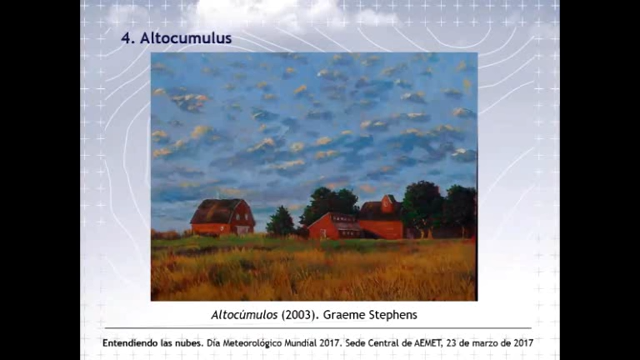 4. Altocumulus
Altocúmulos (2003). Graeme Stephens
Entendiendo las nubes. Día Meteorológico Mundial 2017. Sede Central de AEMET, 23 de marzo de 2017